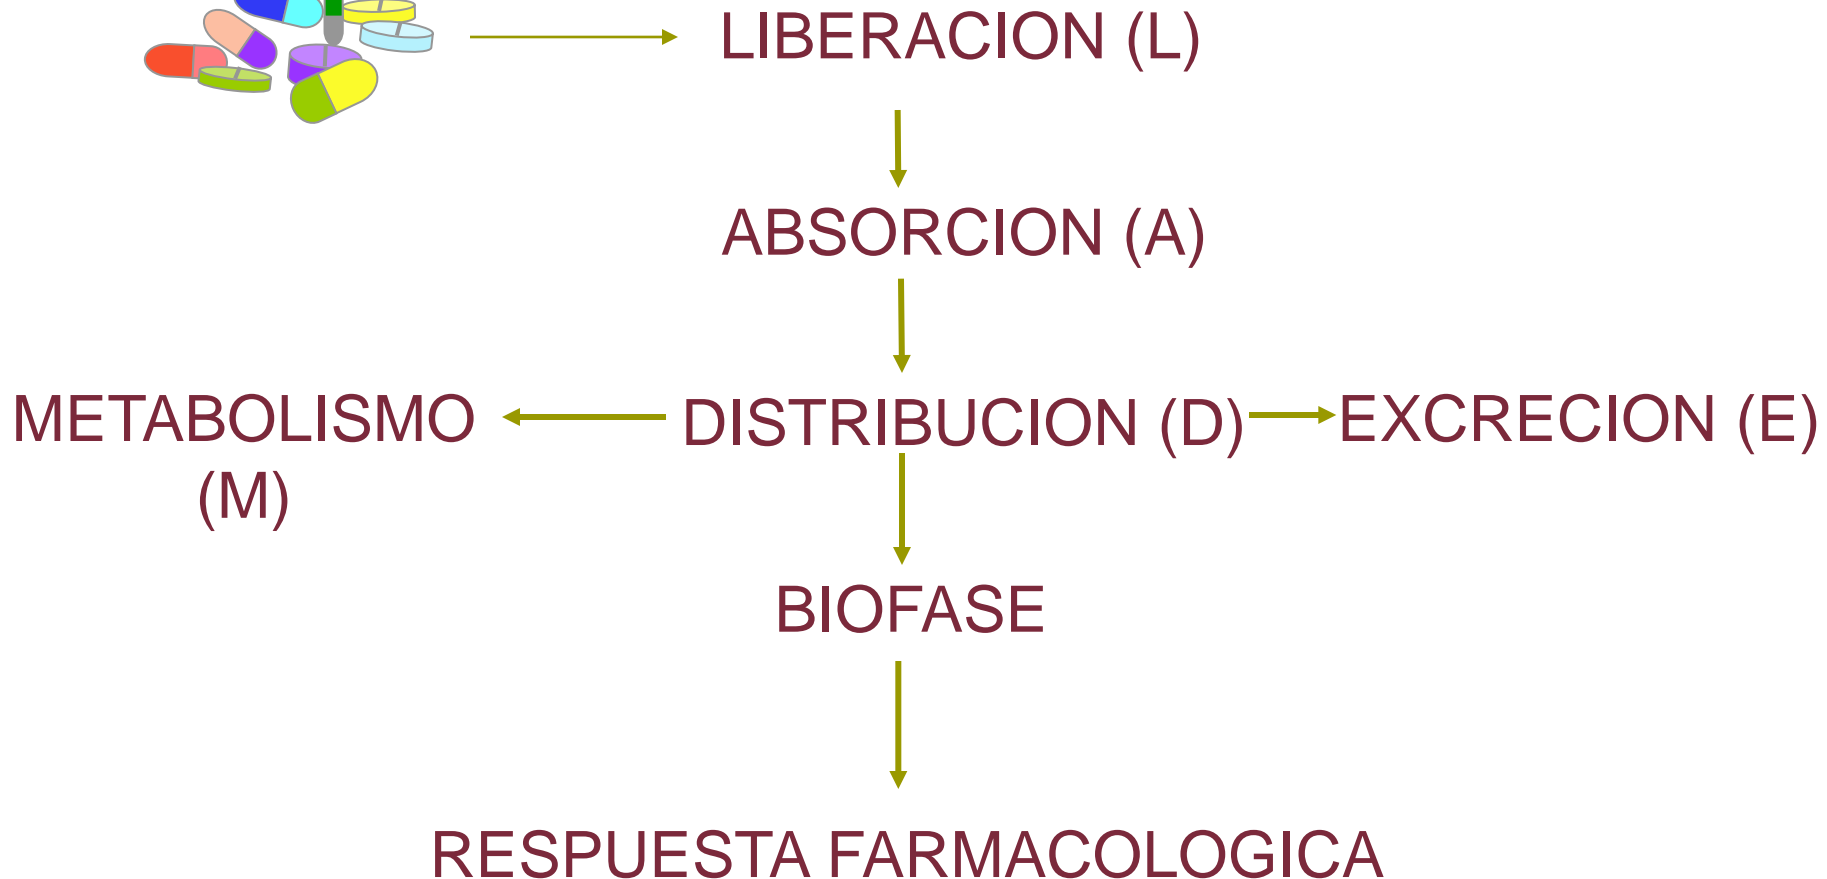 LIBERACION (L)
ABSORCION (A)
METABOLISMO
(M)
DISTRIBUCION (D)
EXCRECION (E)
BIOFASE
RESPUESTA FARMACOLOGICA